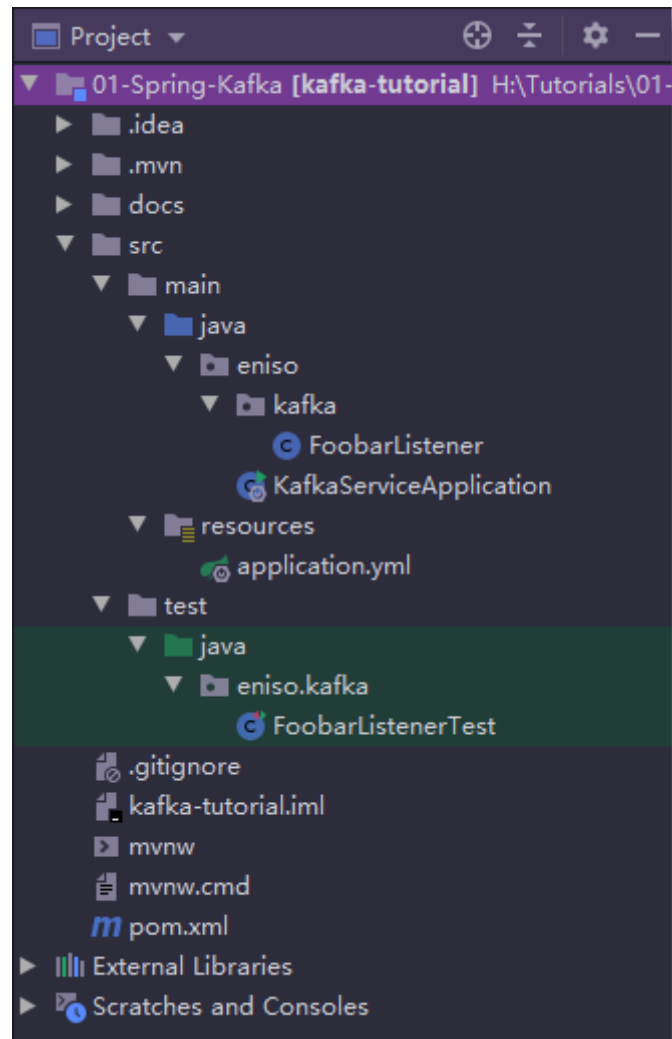 Project
01-Spring-Kafka [kafka-tutorial] H:\Tutorials\01-
.idea
.mvn
docs
src
main
java
eniso
kafka
FoobarListener
KafkaServiceApplication
resources
application.yml
test
java
eniso.kafka
FoobarListenerTest
.gitignore
kafka-tutorial.iml
mvnw
mvnw.cmd
pom.xml
External Libraries
Scratches and Consoles